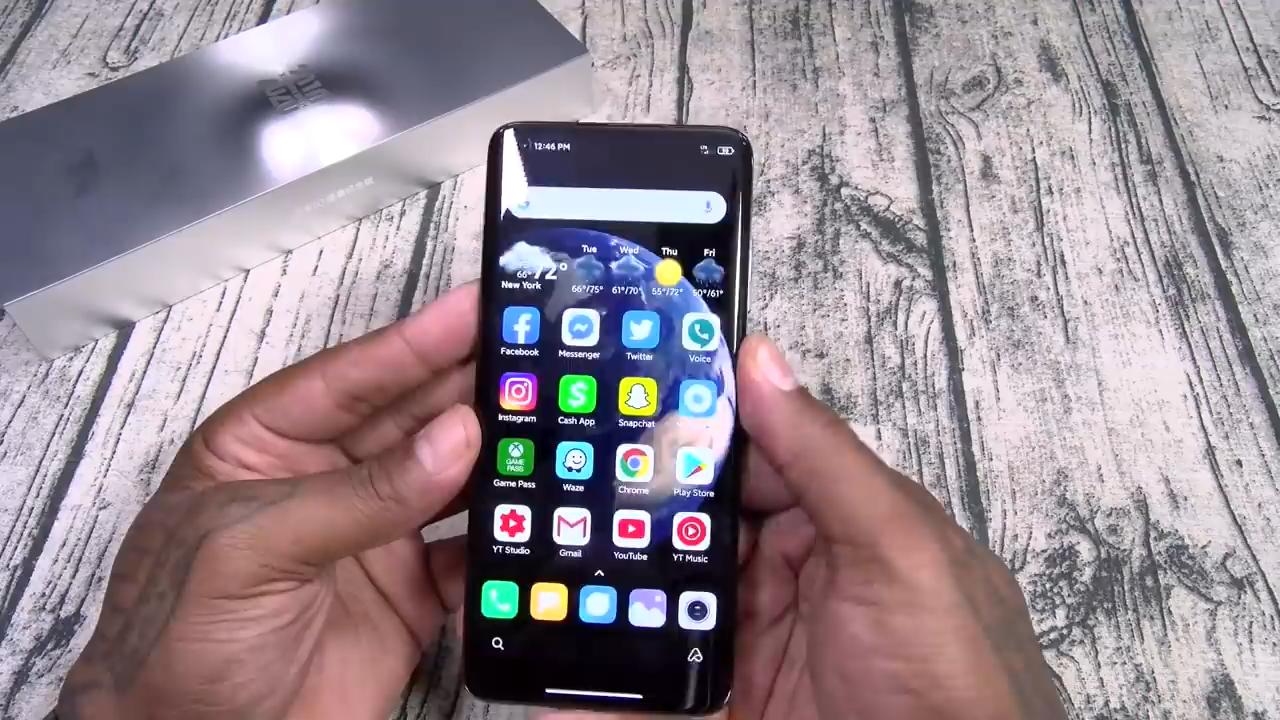 12:46 PM
Tue Wed Thu Fri
66° 72°
New York
66°/75° 61°/70° 55°/72° 50°/61°
Facebook Messenger Twitter Voice
Instagram Cash App Snapchat
GAME
PASS
Game Pass Waze Chrome Play Store
YT Studio Gmail YouTube YT Music